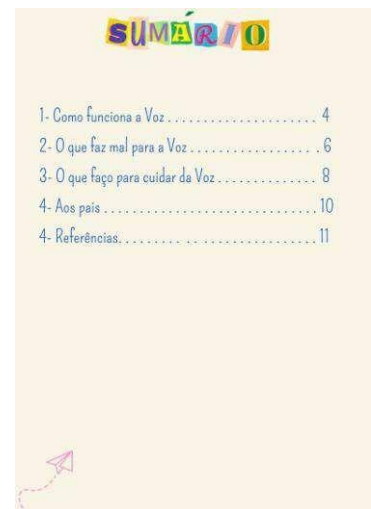 SUMÁRIO
1- Como funciona a Voz . . . . . . . . . . . . . . . . . . . . . 4
2- O que faz mal para a Voz . . . . . . . . . . . . . . . . . . 6
3- O que faço para cuidar da Voz . . . . . . . . . . . . . . 8
4- Aos pais . . . . . . . . . . . . . . . . . . . . . . . . . . . . . . 10
4- Referências. . . . . . . . . . . . . . . . . . . . . . . . . . . . 11